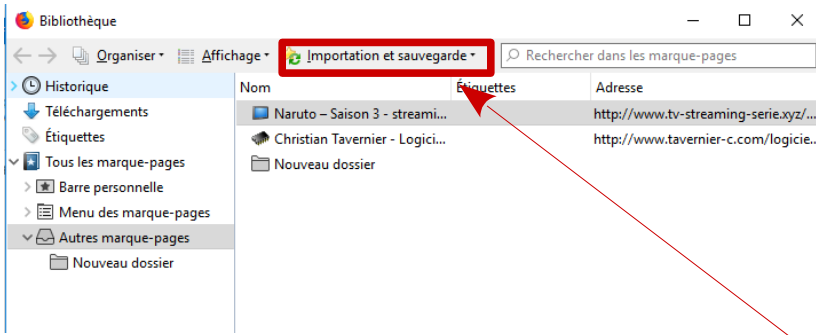 Bibliothèque
Organiser Affichage Importation et sauvegarde Rechercher dans les marque-pages
Historique
Téléchargements
Étiquettes
Tous les marque-pages
Barre personnelle
Menu des marque-pages
Autres marque-pages
Nouveau dossier
Nom Étiquettes Adresse
Naruto – Saison 3 - streami... http://www.tv-streaming-serie.xyz/...
Christian Tavernier - Logici... http://www.tavernier-c.com/logicie...
Nouveau dossier